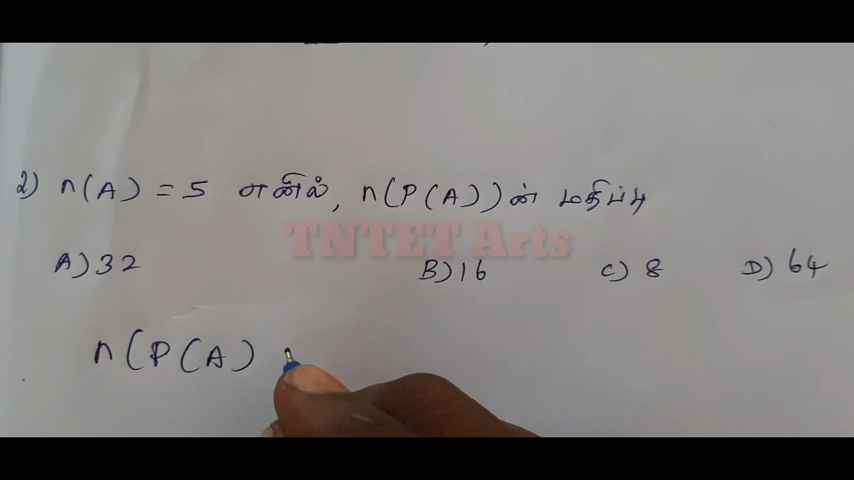 2) n(A) = 5 எனில், n(P(A))ன் மதிப்பு
TNTET Arts
A) 32 B) 16 C) 8 D) 64
n(P(A)